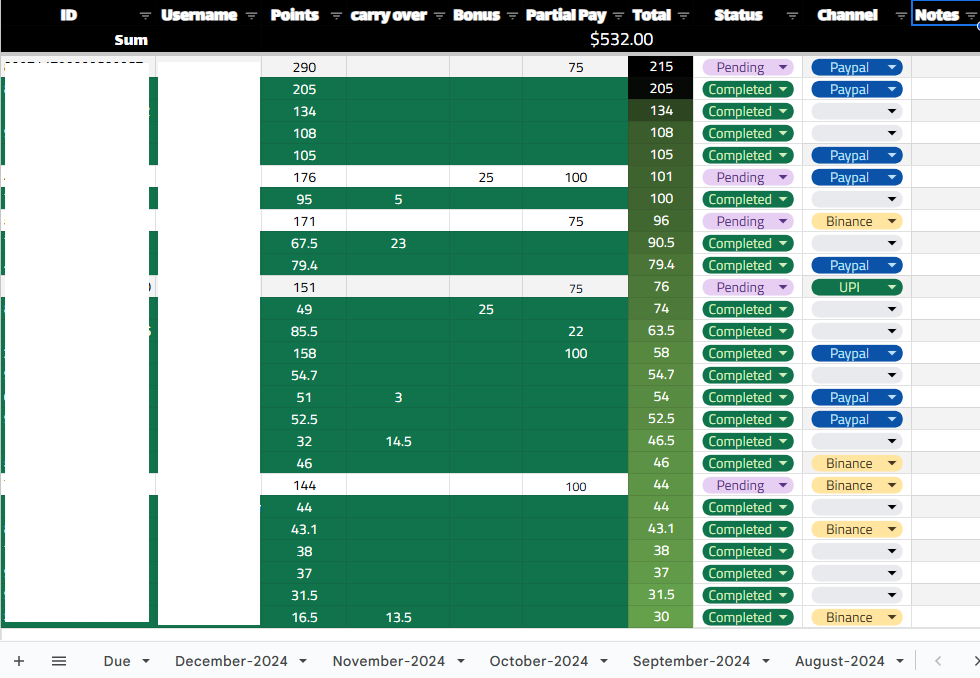 ID Username Points carry over Bonus Partial Pay Total Status Channel Notes
Sum $532.00
290 75 215 Pending Paypal
205 205 Completed Paypal
134 134 Completed
108 108 Completed
105 105 Completed Paypal
176 25 100 101 Pending Paypal
95 5 100 Completed
171 75 96 Pending Binance
67.5 23 90.5 Completed
79.4 79.4 Completed Paypal
151 75 76 Pending UPI
49 25 74 Completed
85.5 22 63.5 Completed
158 100 58 Completed Paypal
54.7 54.7 Completed
51 3 54 Completed Paypal
52.5 52.5 Completed Paypal
32 14.5 46.5 Completed
46 46 Completed Binance
144 100 44 Pending Binance
44 44 Completed
43.1 43.1 Completed Binance
38 38 Completed
37 37 Completed
31.5 31.5 Completed
16.5 13.5 30 Completed Binance
+ Due December-2024 November-2024 October-2024 September-2024 August-2024